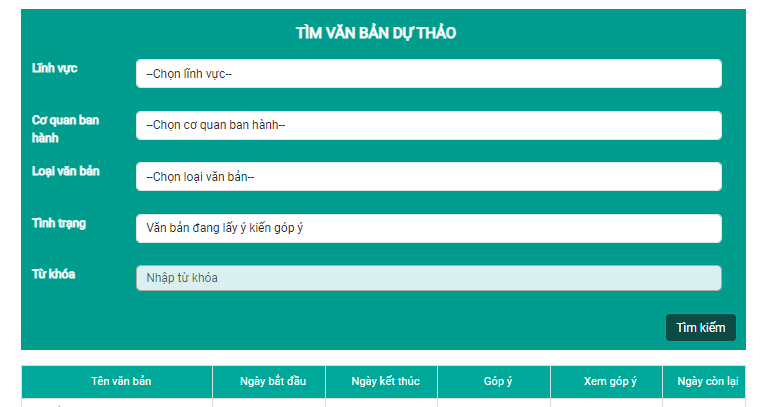 TÌM VĂN BẢN DỰ THẢO
Lĩnh vực
--Chọn lĩnh vực--
Cơ quan ban
hành
--Chọn cơ quan ban hành--
Loại văn bản
--Chọn loại văn bản--
Tình trạng
Văn bản đang lấy ý kiến góp ý
Từ khóa
Nhập từ khóa
Tìm kiếm
Tên văn bản Ngày bắt đầu Ngày kết thúc Góp ý Xem góp ý Ngày còn lại